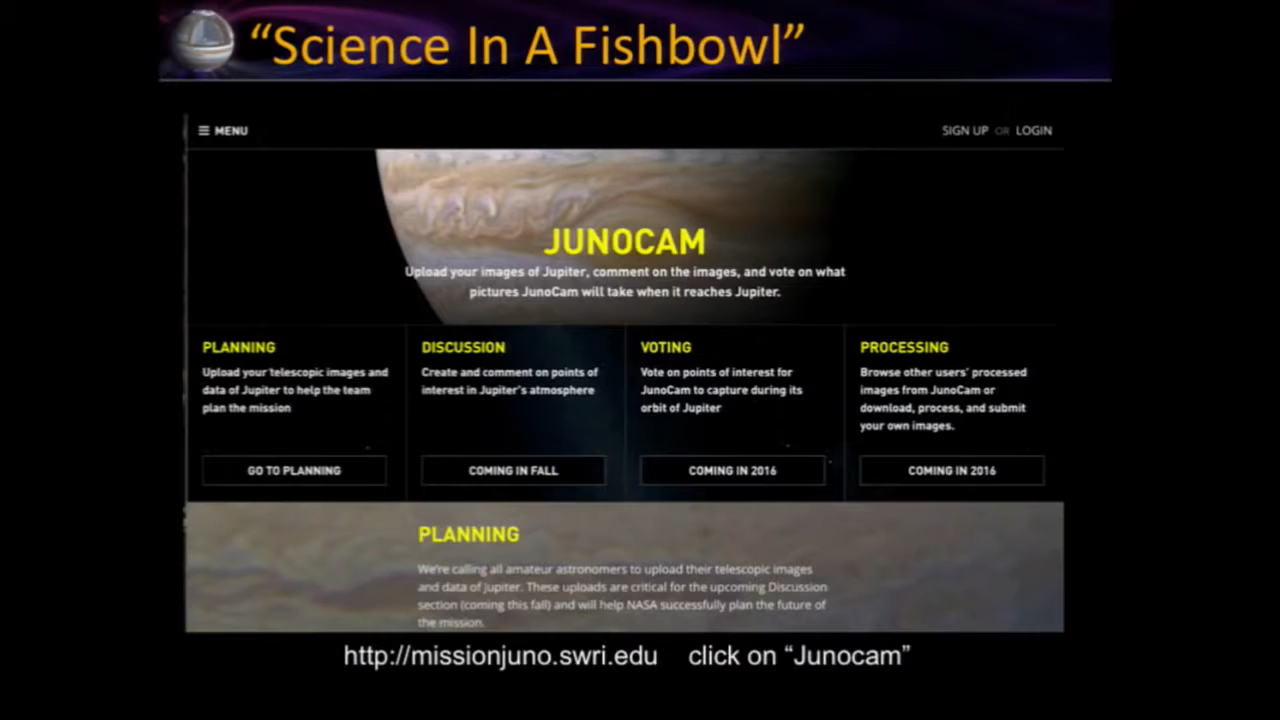 “Science In A Fishbowl”
MENU
SIGN UP OR LOGIN
JUNOCAM
Upload your images of Jupiter, comment on the images, and vote on what
pictures JunoCam will take when it reaches Jupiter.
PLANNING
Upload your telescopic images and
data of Jupiter to help the team
plan the mission
GO TO PLANNING
DISCUSSION
Create and comment on points of
interest in Jupiter's atmosphere
COMING IN FALL
VOTING
Vote on points of interest for
JunoCam to capture during its
orbit of Jupiter
COMING IN 2016
PROCESSING
Browse other users' processed
images from JunoCam or
download, process, and submit
your own images.
COMING IN 2016
PLANNING
We're calling all amateur astronomers to upload their telescopic images
and data of Jupiter. These uploads are critical for the upcoming Discussion
section (coming this fall) and will help NASA successfully plan the future of
the mission.
http://missionjuno.swri.edu click on “Junocam”